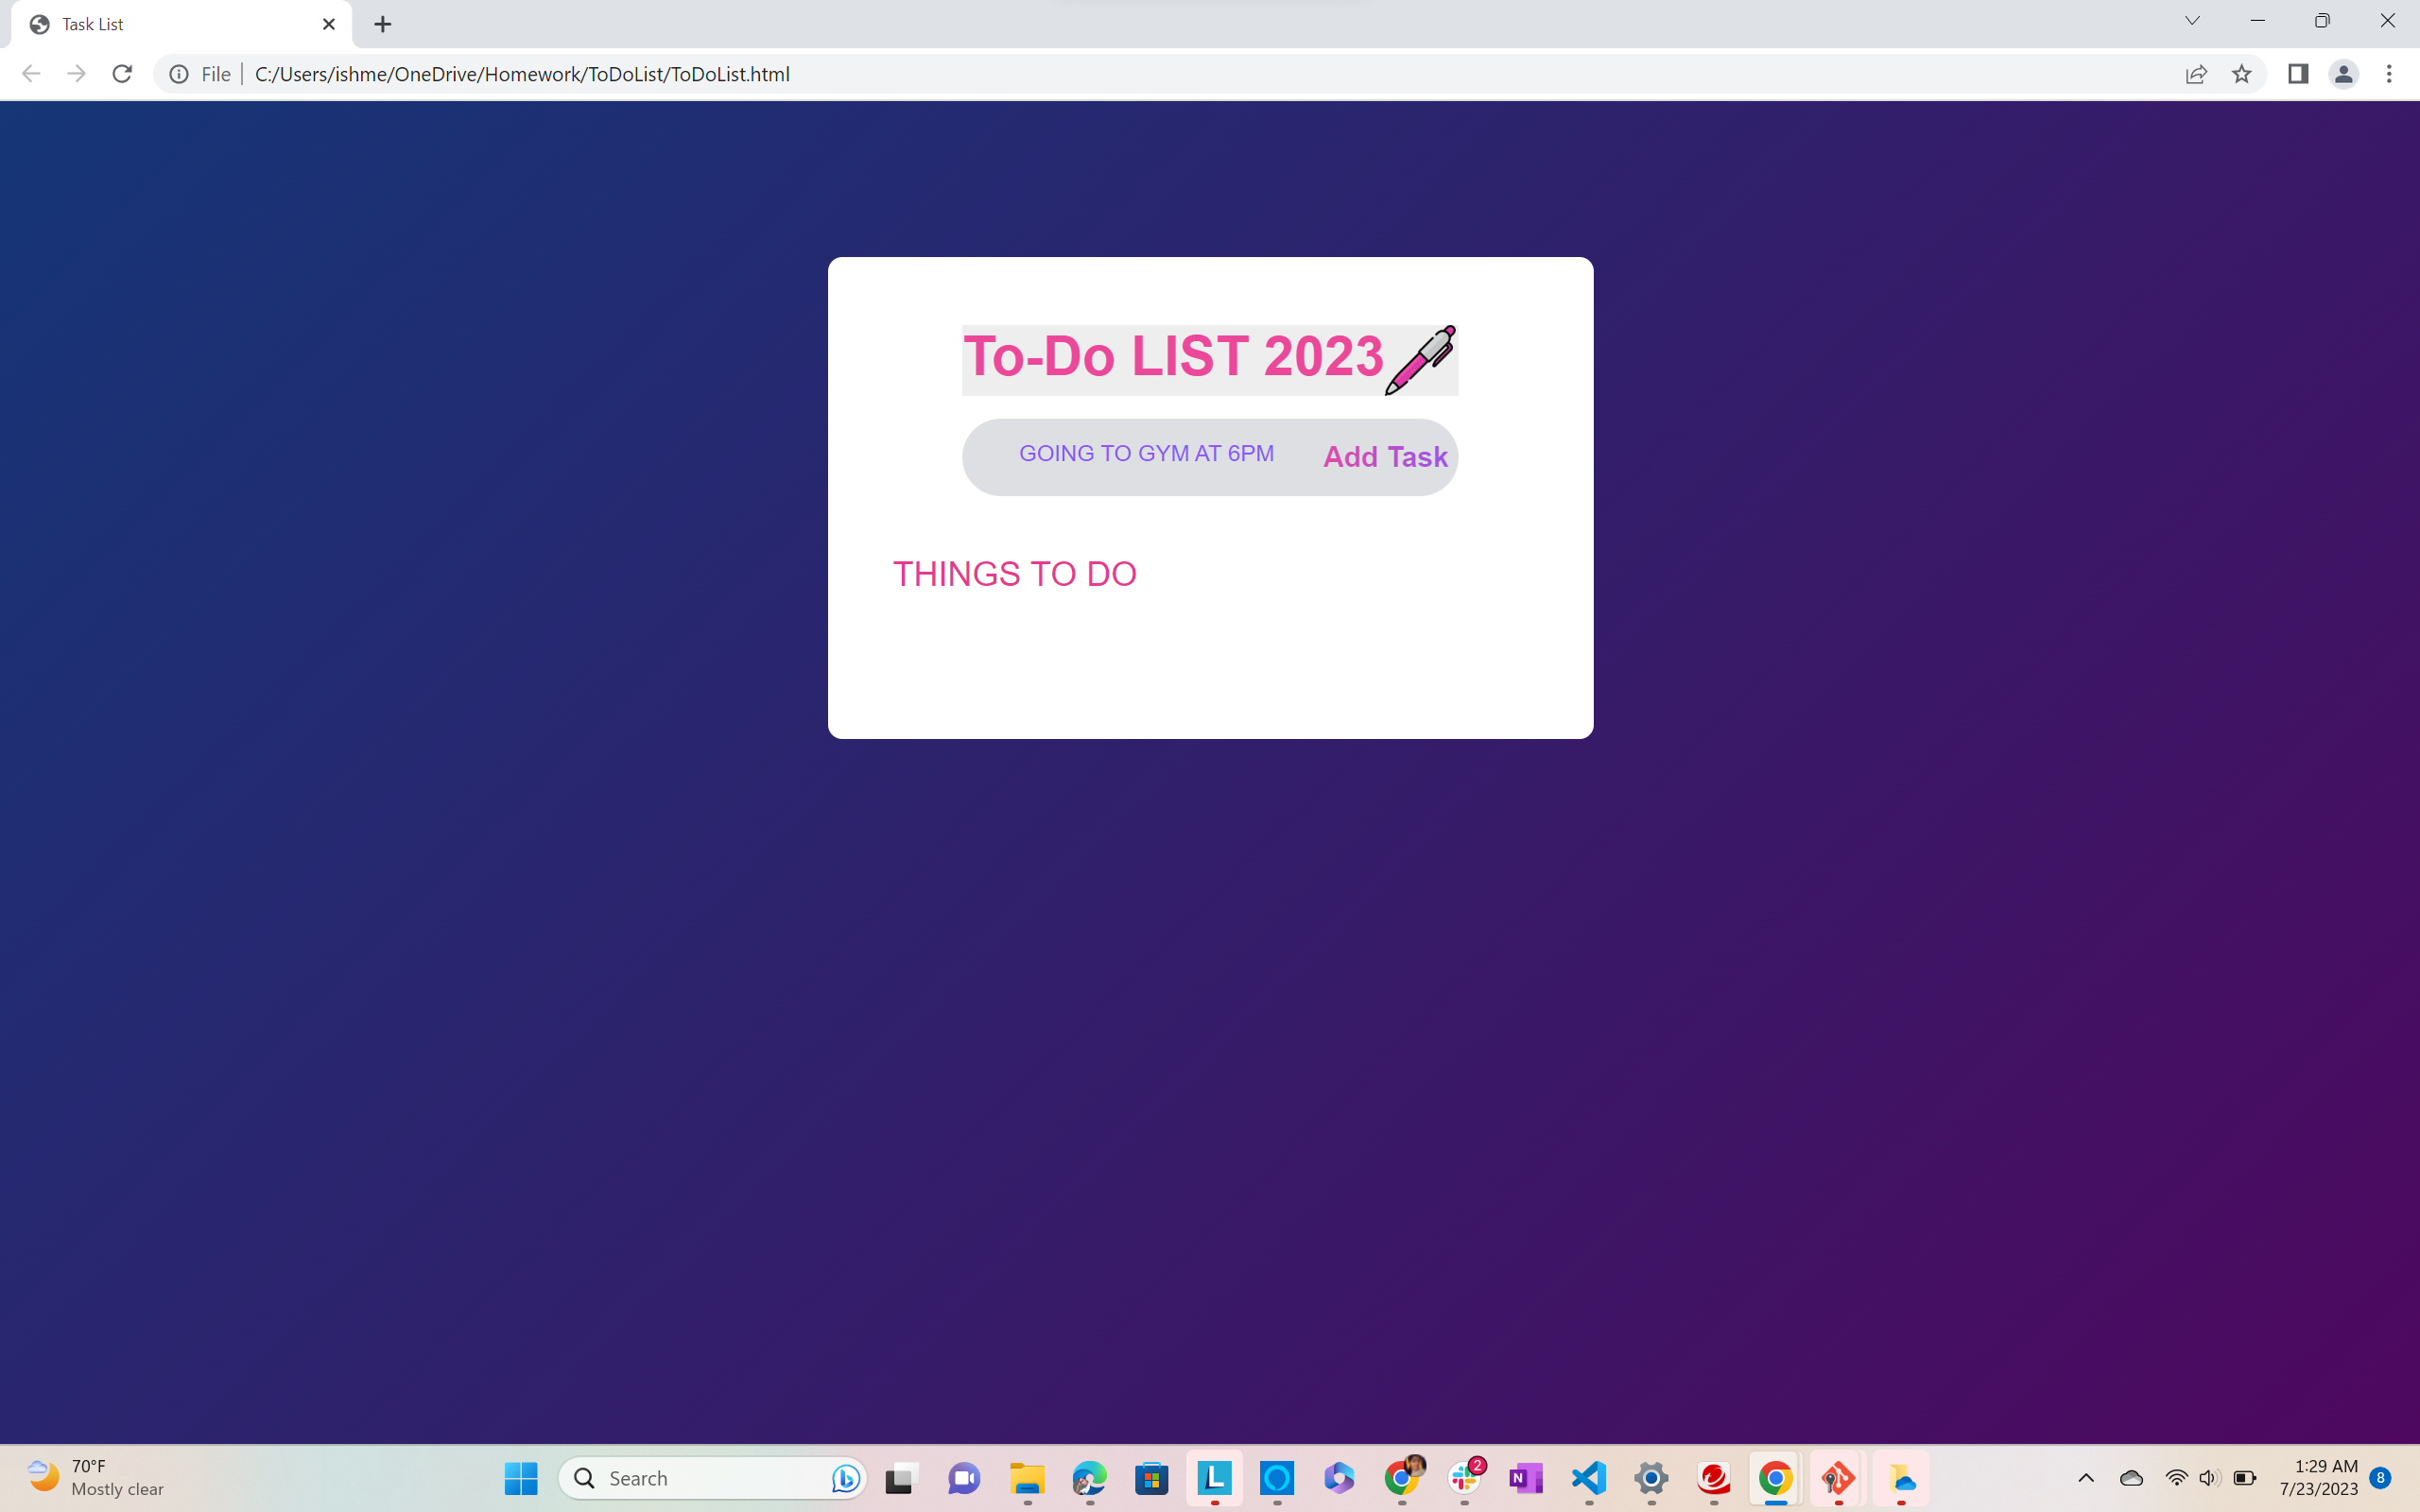 Task List
File C:/Users/ishme/OneDrive/Homework/ToDoList/ToDoList.html
To-Do LIST 2023
GOING TO GYM AT 6PM Add Task
THINGS TO DO
70°F
Mostly clear
Search
L
N
2
1:29 AM
7/23/2023
8